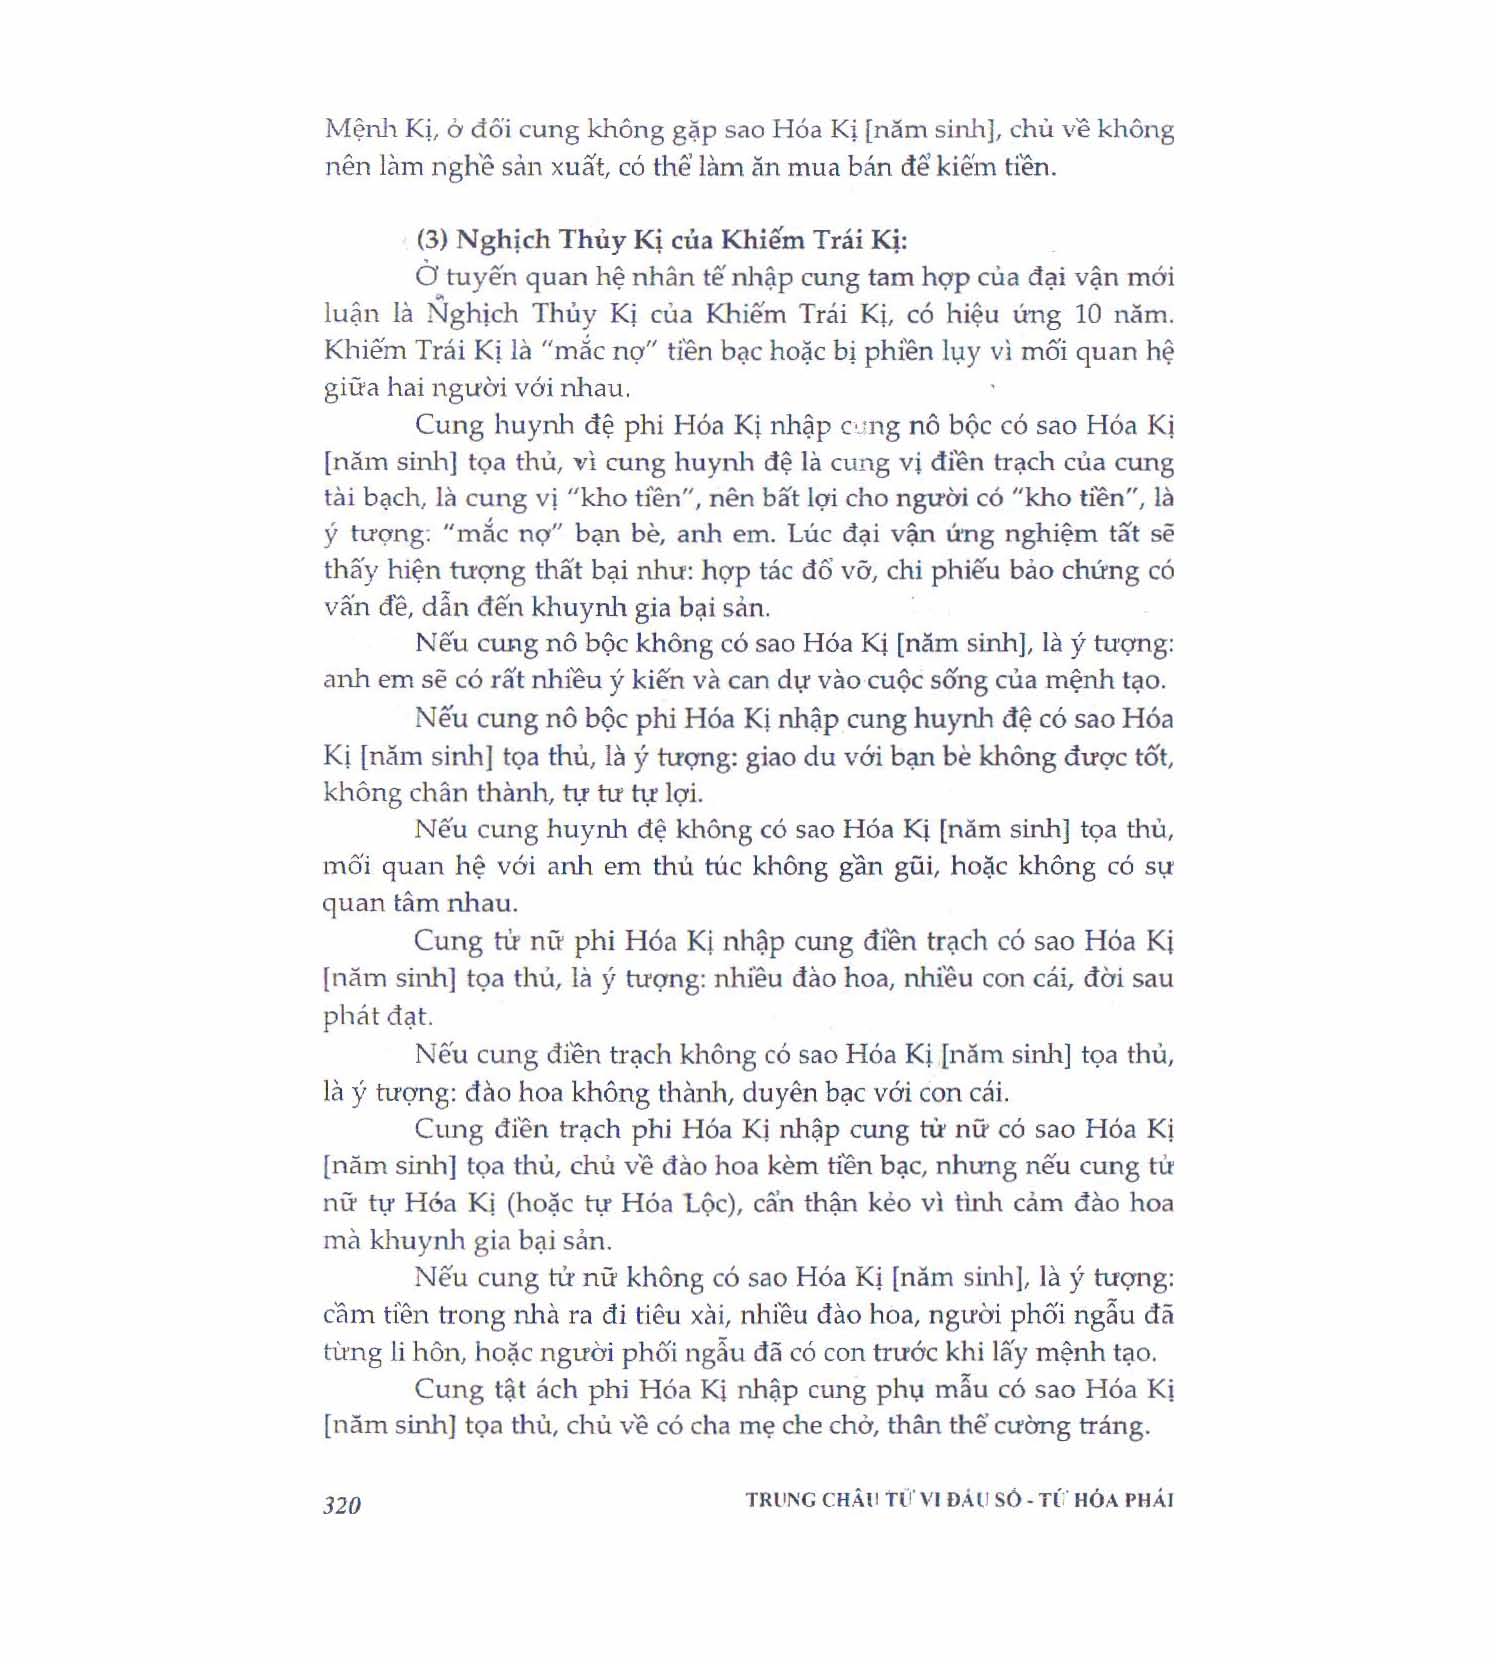 Mệnh Kị, ở đối cung không gặp sao Hóa Kị [năm sinh], chủ về không
nên làm nghề sản xuất, có thể làm ăn mua bán để kiếm tiền.
(3) Nghịch Thủy Kị của Khiếm Trái Kị:
Ở tuyến quan hệ nhân tế nhập cung tam hợp của đại vận mới
luận là Nghịch Thủy Kị của Khiếm Trái Kị, có hiệu ứng 10 năm.
Khiếm Trái Kị là "mắc nợ" tiền bạc hoặc bị phiền lụy vì mối quan hệ
giữa hai người với nhau.
Cung huynh đệ phi Hóa Kị nhập cung nô bộc có sao Hóa Kị
[năm sinh] tọa thủ, vì cung huynh đệ là cung vị điền trạch của cung
tài bạch, là cung vị "kho tiền", nên bất lợi cho người có "kho tiền", là
ý tượng: "mắc nợ" bạn bè, anh em. Lúc đại vận ứng nghiệm tất sẽ
thấy hiện tượng thất bại như: hợp tác đổ vỡ, chi phiếu bảo chứng có
vấn đề, dẫn đến khuynh gia bại sản.
Nếu cung nô bộc không có sao Hóa Kị [năm sinh], là ý tượng:
anh em sẽ có rất nhiều ý kiến và can dự vào cuộc sống của mệnh tạo.
Nếu cung nô bộc phi Hóa Kị nhập cung huynh đệ có sao Hóa
Kị [năm sinh] tọa thủ, là ý tượng: giao du với bạn bè không được tốt,
không chân thành, tự tư tự lợi.
Nếu cung huynh đệ không có sao Hóa Kị [năm sinh] tọa thủ,
mối quan hệ với anh em thủ túc không gần gũi, hoặc không có sự
quan tâm nhau.
Cung tử nữ phi Hóa Kị nhập cung điền trạch có sao Hóa Kị
[năm sinh] tọa thủ, là ý tượng: nhiều đào hoa, nhiều con cái, đời sau
phát đạt.
Nếu cung điền trạch không có sao Hóa Kị [năm sinh] tọa thủ,
là ý tượng: đào hoa không thành, duyên bạc với con cái.
Cung điền trạch phi Hóa Kị nhập cung tử nữ có sao Hóa Kị
[năm sinh] tọa thủ, chủ về đào hoa kèm tiền bạc, nhưng nếu cung tử
nữ tự Hóa Kị (hoặc tự Hóa Lộc), cẩn thận kẻo vì tình cảm đào hoa
mà khuynh gia bại sản.
Nếu cung tử nữ không có sao Hóa Kị [năm sinh], là ý tượng:
cầm tiền trong nhà ra đi tiêu xài, nhiều đào hoa, người phối ngẫu đã
từng li hôn, hoặc người phối ngẫu đã có con trước khi lấy mệnh tạo.
Cung tật ách phi Hóa Kị nhập cung phụ mẫu có sao Hóa Kị
[năm sinh] tọa thủ, chủ về có cha mẹ che chở, thân thể cường tráng.
320
TRUNG CHÂU TỬ VI ĐẨU SỐ - TỨ HÓA PHÁI